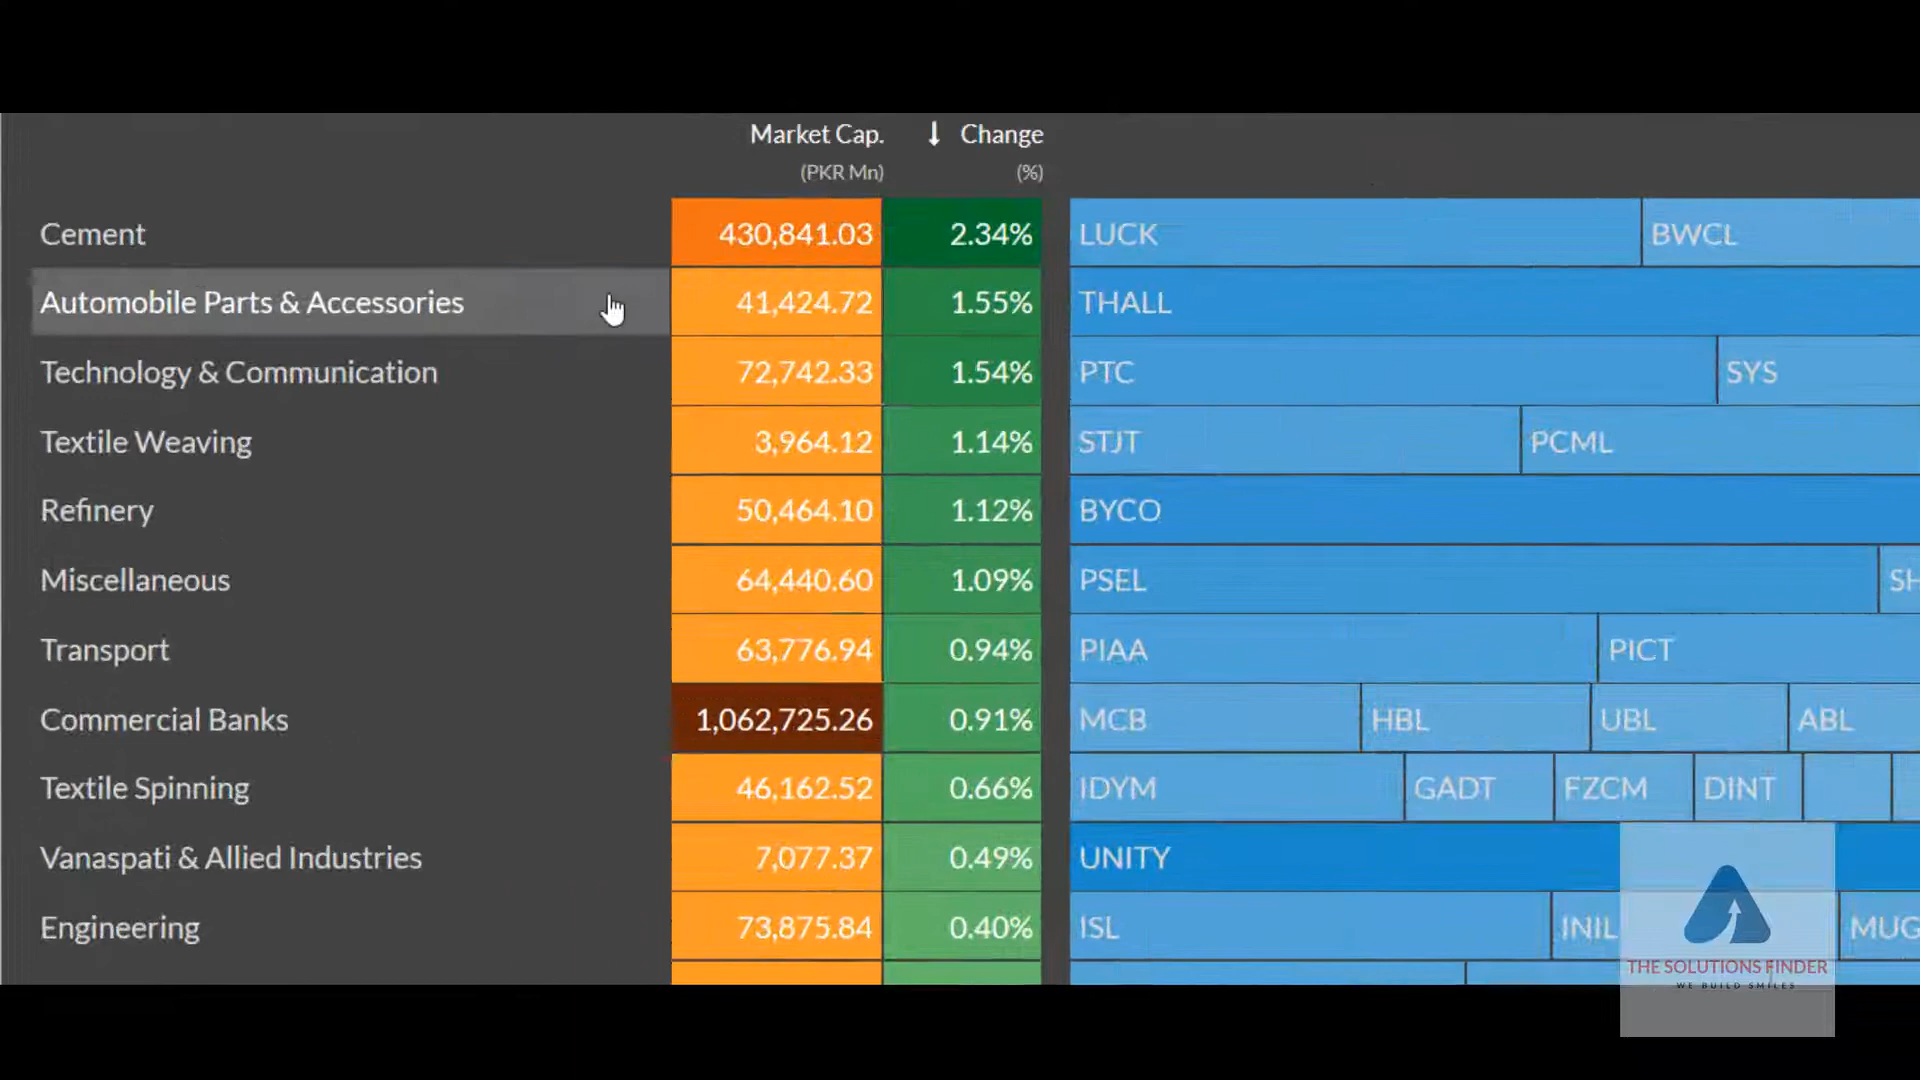 Market Cap. ↓ Change
(PKR Mn) (%)
Cement 430,841.03 2.34% LUCK BWCL
Automobile Parts & Accessories 41,424.72 1.55% THALL
Technology & Communication 72,742.33 1.54% PTC SYS
Textile Weaving 3,964.12 1.14% STJT PCML
Refinery 50,464.10 1.12% BYCO
Miscellaneous 64,440.60 1.09% PSEL SH
Transport 63,776.94 0.94% PIAA PICT
Commercial Banks 1,062,725.26 0.91% MCB HBL UBL ABL
Textile Spinning 46,162.52 0.66% IDYM GADT FZCM DINT
Vanaspati & Allied Industries 7,077.37 0.49% UNITY
Engineering 73,875.84 0.40% ISL INIL MUG
THE SOLUTIONS FINDER
WE BUILD SMILES